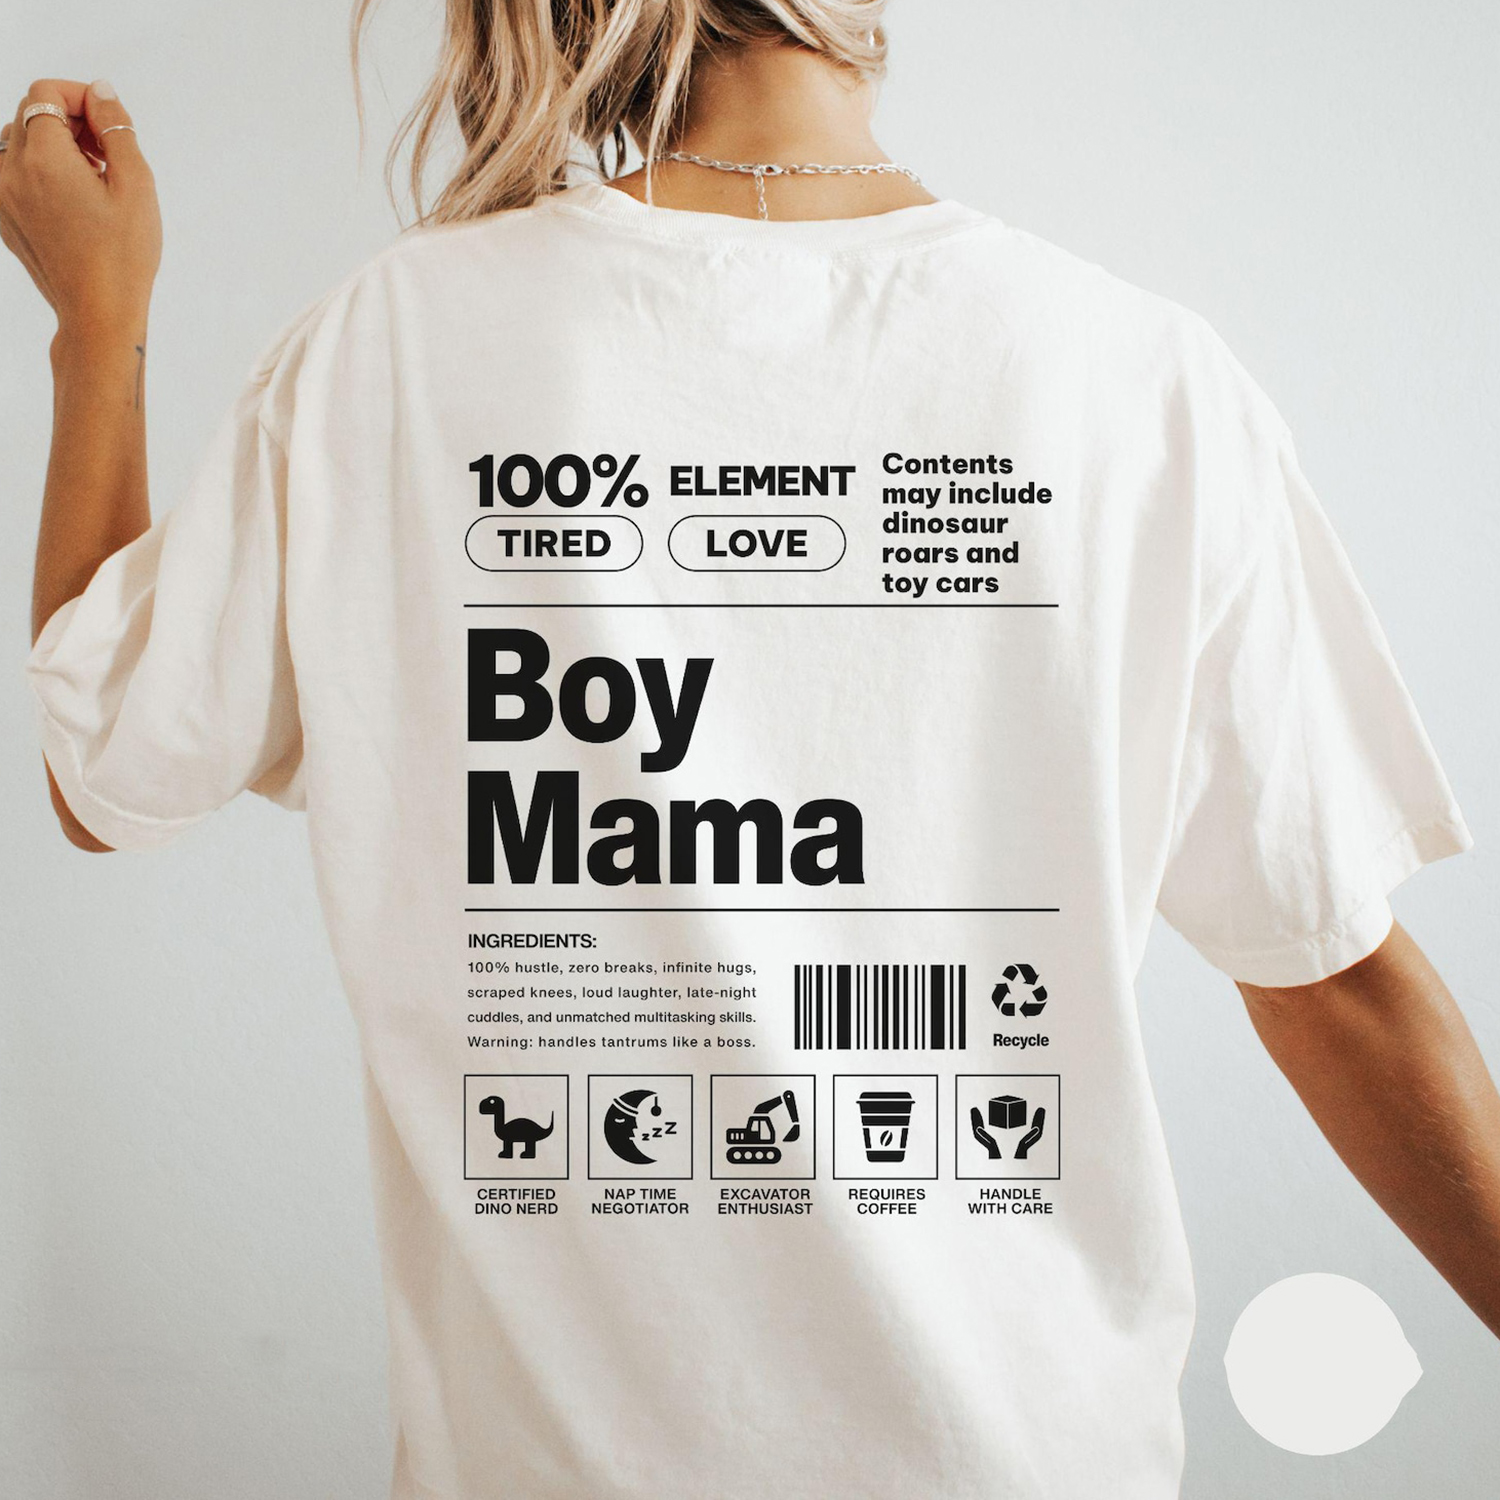 100%
TIRED
ELEMENT
LOVE
Contents
may include
dinosaur
roars and
toy cars
Boy
Mama
INGREDIENTS:
100% hustle, zero breaks, infinite hugs,
scraped knees, loud laughter, late-night
cuddles, and unmatched multitasking skills.
Warning: handles tantrums like a boss.
Recycle
zzZ
CERTIFIED
DINO NERD
NAP TIME
NEGOTIATOR
EXCAVATOR
ENTHUSIAST
REQUIRES
COFFEE
HANDLE
WITH CARE